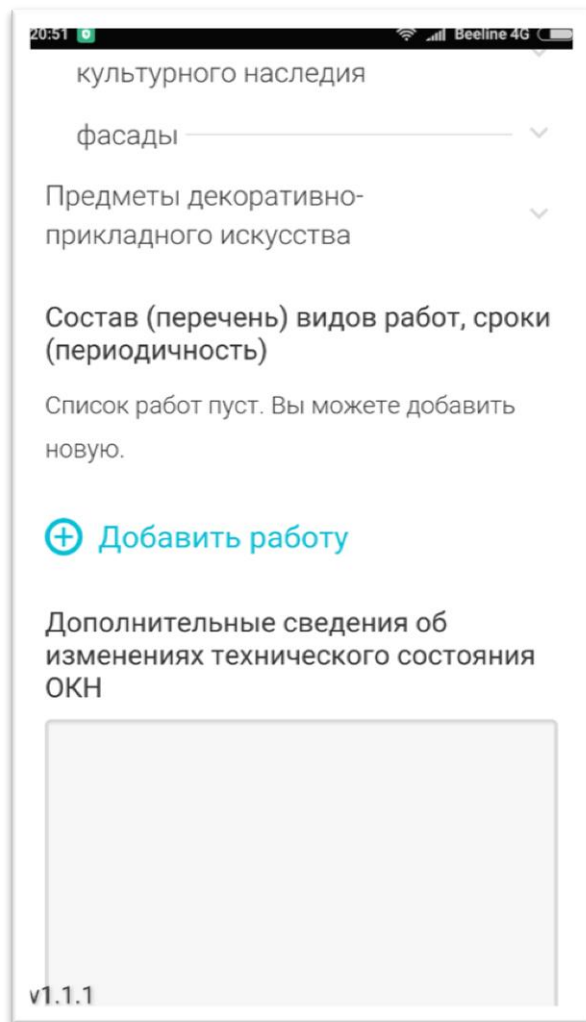 20:51 Beeline 4G
культурного наследия
фасады
Предметы декоративно-
прикладного искусства
Состав (перечень) видов работ, сроки
(периодичность)
Список работ пуст. Вы можете добавить
новую.
Добавить работу
Дополнительные сведения об
изменениях технического состояния
ОКН
v1.1.1